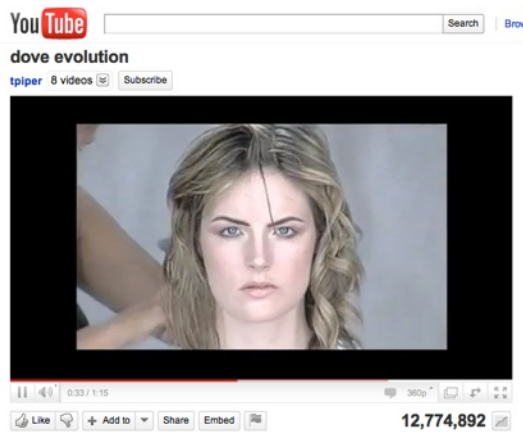 YouTube Search Brow
dove evolution
tpiper 8 videos Subscribe
0:33 / 1:15 360p
Like Add to Share Embed 12,774,892